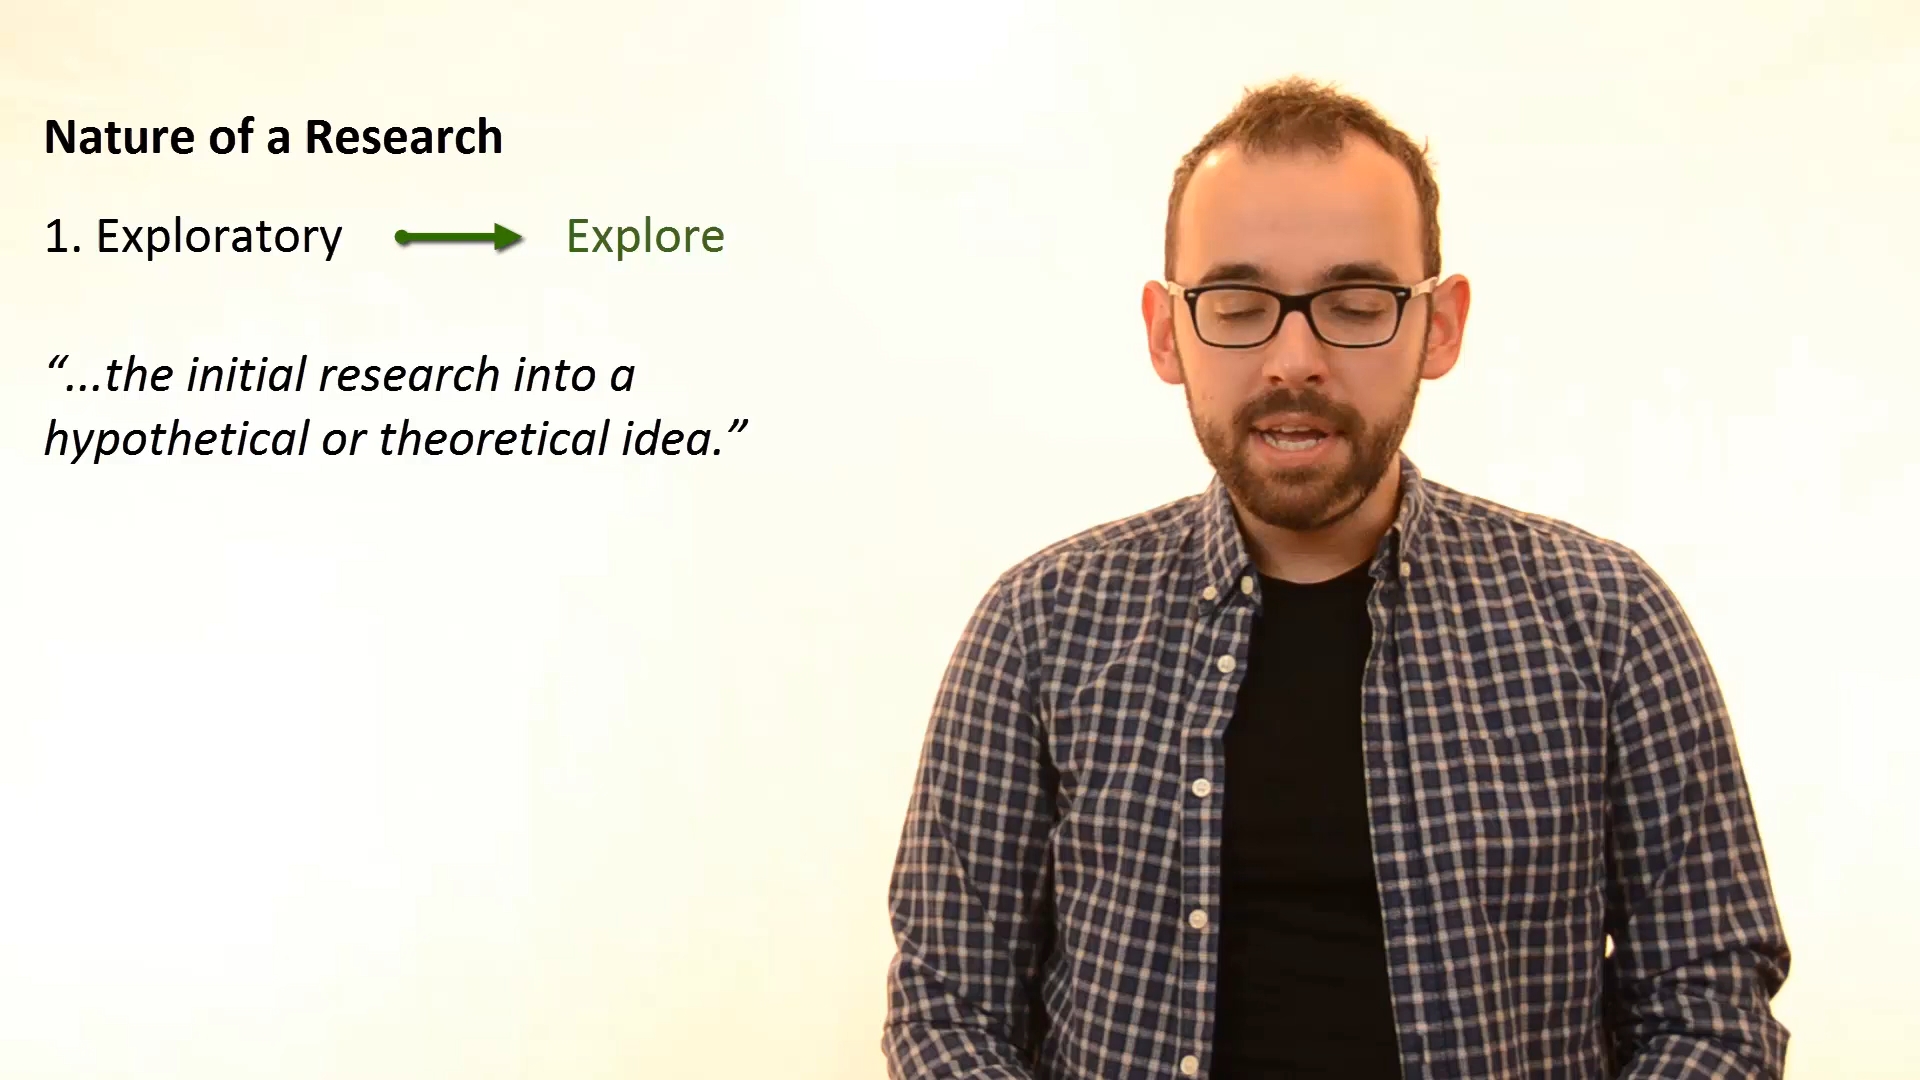 Nature of a Research
1. Exploratory Explore
“...the initial research into a
hypothetical or theoretical idea.”